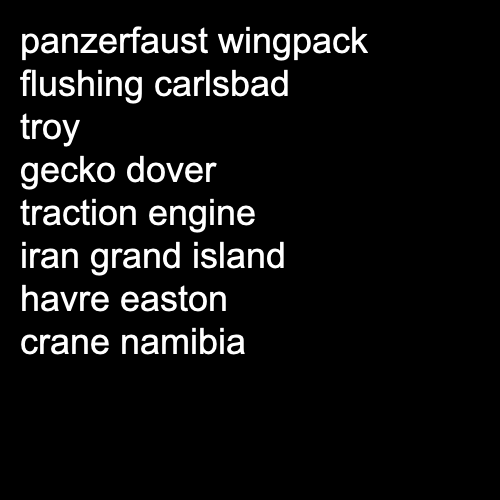 panzerfaust wingpack
flushing carlsbad
troy
gecko dover
traction engine
iran grand island
havre easton
crane namibia